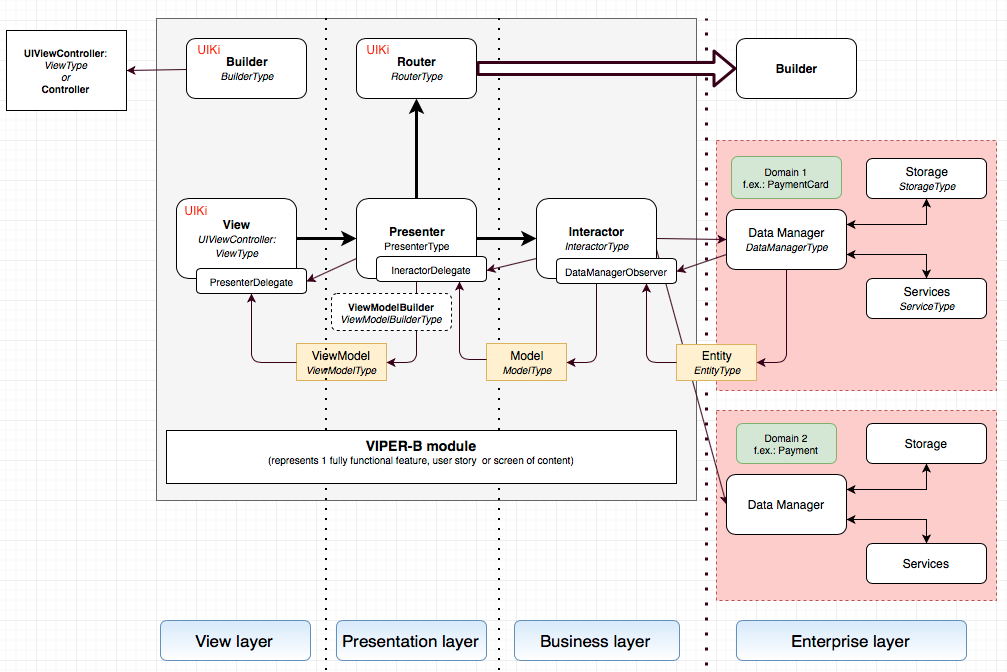 UIViewController:
ViewType
or
Controller
UIKi
Builder
BuilderType
UIKi
Router
RouterType
Builder
Domain 1
f.ex.: PaymentCard
Storage
StorageType
UIKi
View
UIViewController:
ViewType
PresenterDelegate
Presenter
PresenterType
IneractorDelegate
Interactor
InteractorType
DataManagerObserver
Data Manager
DataManagerType
Services
ServiceType
ViewModelBuilder
ViewModelBuilderType
ViewModel
ViewModelType
Model
ModelType
Entity
EntityType
VIPER-B module
(represents 1 fully functional feature, user story or screen of content)
Domain 2
f.ex.: Payment
Storage
Data Manager
Services
View layer
Presentation layer
Business layer
Enterprise layer